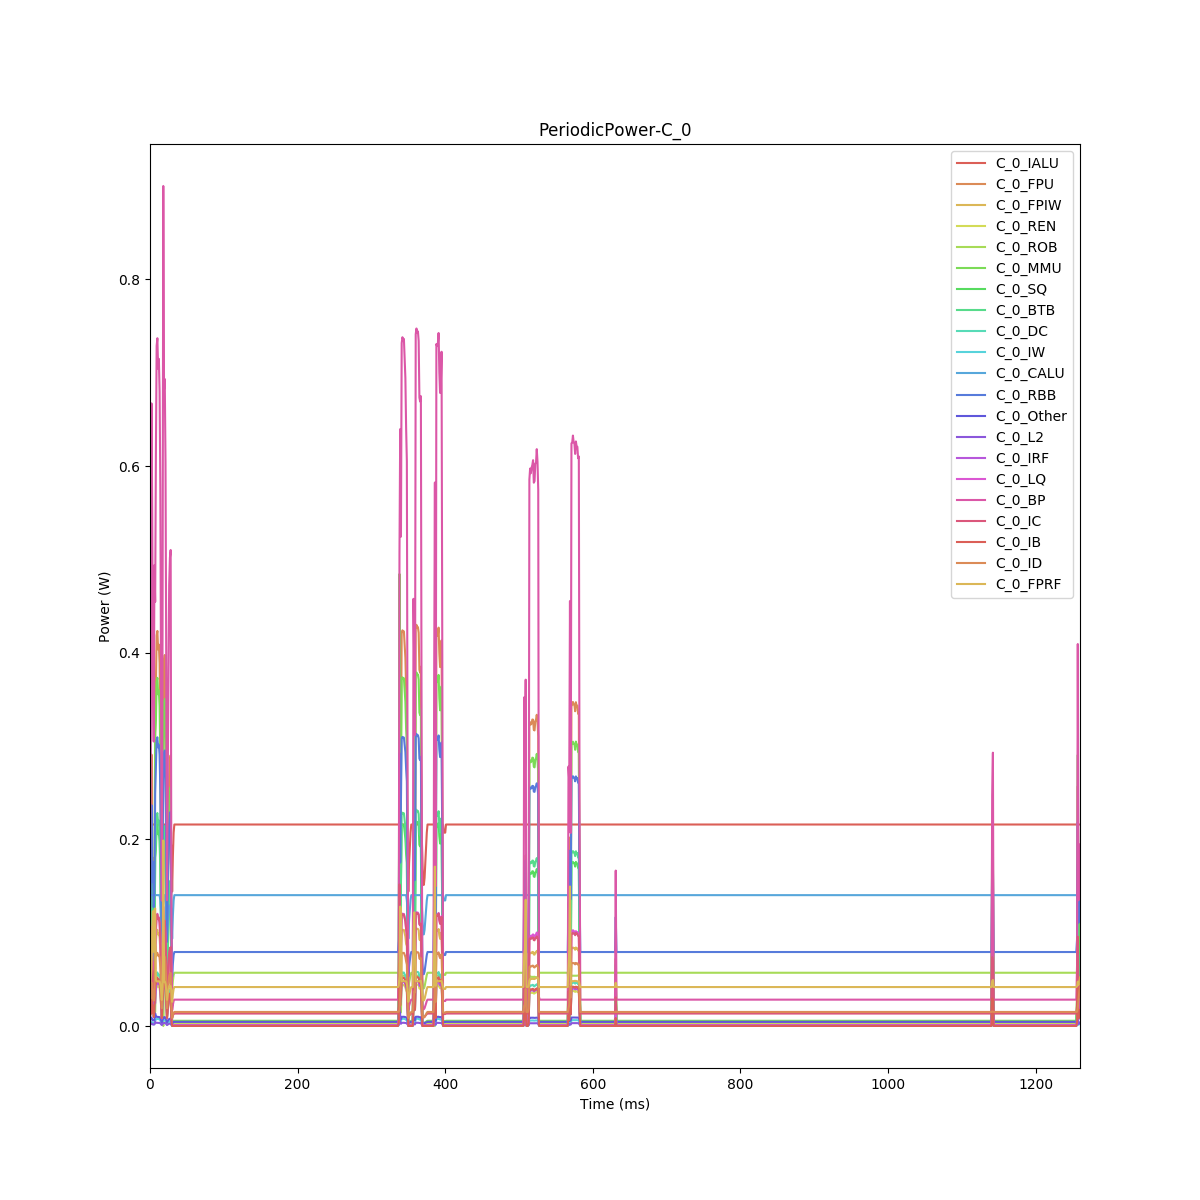 PeriodicPower-C_0
C_0_IALU
C_0_FPU
C_0_FPIW
C_0_REN
C_0_ROB
C_0_MMU
C_0_SQ
C_0_BTB
C_0_DC
C_0_IW
C_0_CALU
C_0_RBB
C_0_Other
C_0_L2
C_0_IRF
C_0_LQ
C_0_BP
C_0_IC
C_0_IB
C_0_ID
C_0_FPRF
0.8
0.6
0.4
0.2
0.0
Power (W)
0 200 400 600 800 1000 1200
Time (ms)